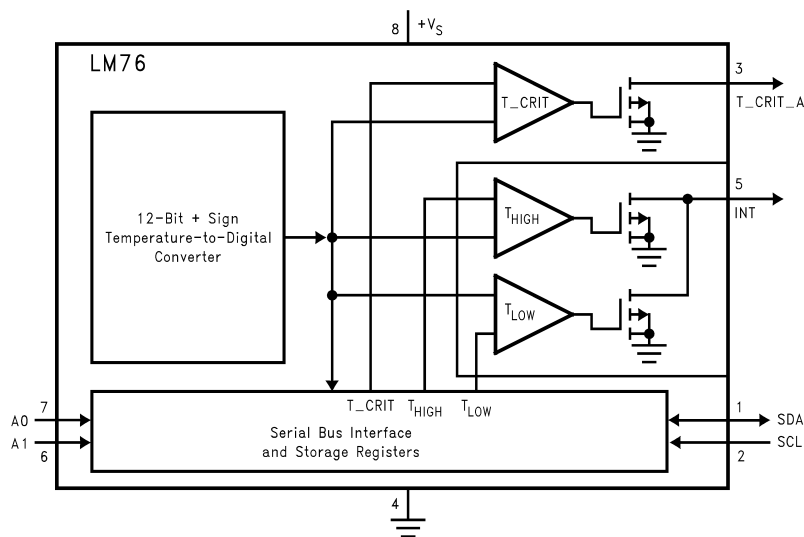 8
+VS
LM76
T_CRIT
3
T_CRIT_A
12-Bit + Sign
Temperature-to-Digital
Converter
THIGH
5
INT
TLOW
T_CRIT THIGH TLOW
Serial Bus Interface
and Storage Registers
7
A0
A1
6
1
SDA
SCL
2
4